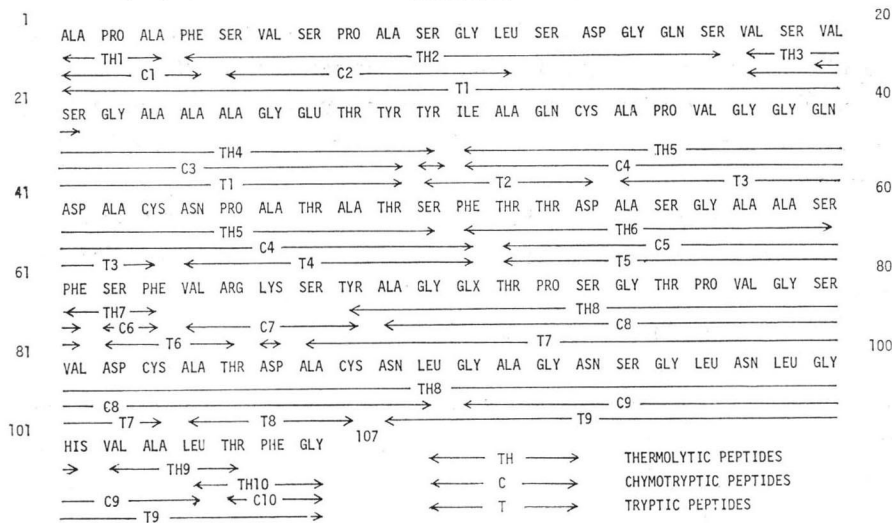 1 20
ALA PRO ALA PHE SER VAL SER PRO ALA SER GLY LEU SER ASP GLY GLN SER VAL SER VAL
TH1 TH2 TH3
C1 C2
T1
21 40
SER GLY ALA ALA ALA GLY GLU THR TYR TYR ILE ALA GLN CYS ALA PRO VAL GLY GLY GLN
TH4 TH5
C3 C4
T1 T2 T3
41 60
ASP ALA CYS ASN PRO ALA THR ALA THR SER PHE THR THR ASP ALA SER GLY ALA ALA SER
TH5 TH6
C4 C5
T3 T4 T5
61 80
PHE SER PHE VAL ARG LYS SER TYR ALA GLY GLX THR PRO SER GLY THR PRO VAL GLY SER
TH7 TH8
C6 C7 C8
T6 T7
81 100
VAL ASP CYS ALA THR ASP ALA CYS ASN LEU GLY ALA GLY ASN SER GLY LEU ASN LEU GLY
TH8
C8 C9
T7 T8 T9
101 107
HIS VAL ALA LEU THR PHE GLY
TH9
TH10
C9 C10
T9
TH THERMOLYTIC PEPTIDES
C CHYMOTRYPTIC PEPTIDES
T TRYPTIC PEPTIDES